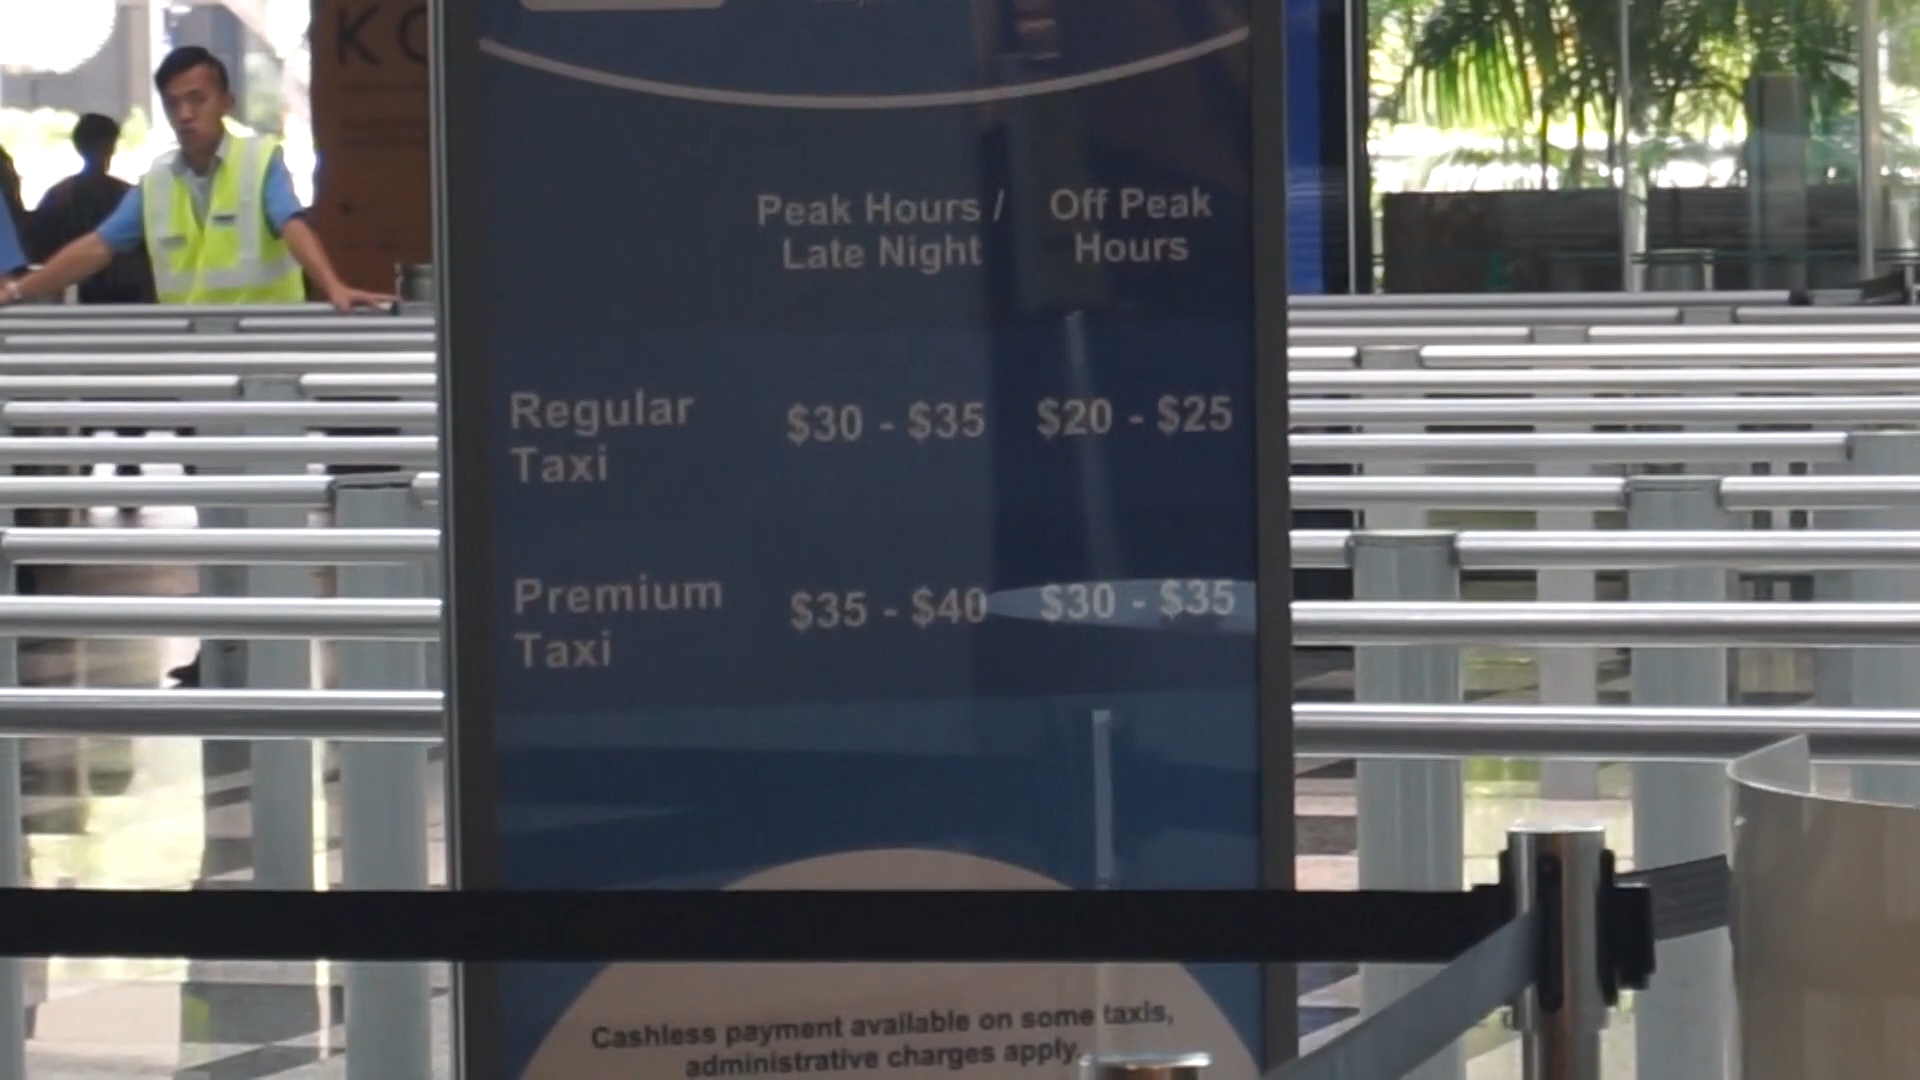 Peak Hours / Off Peak
Late Night Hours
Regular $30 - $35 $20 - $25
Taxi
Premium $35 - $40 $30 - $35
Taxi
Cashless payment available on some taxis,
administrative charges apply.